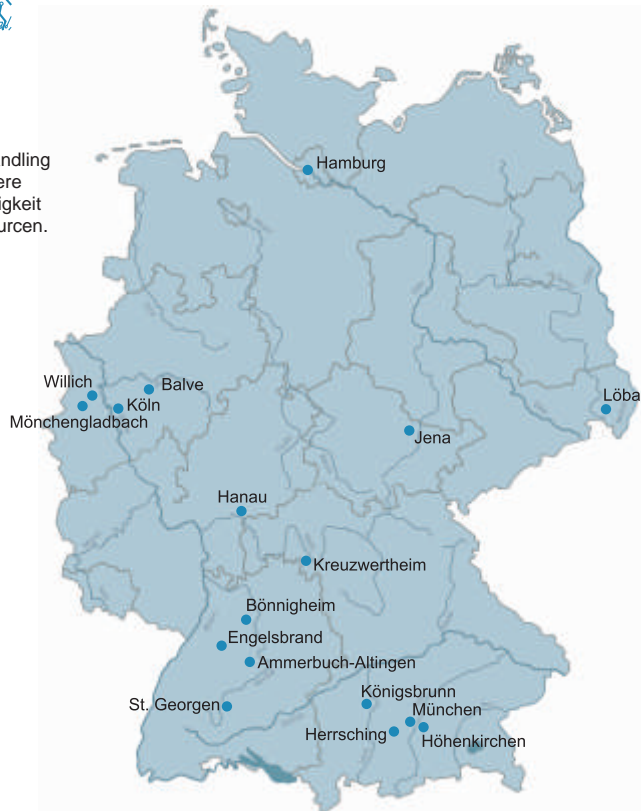 ndling
ere
igkeit
urcen.
Hamburg
Willich
Balve
Köln
Mönchengladbach
Löba
Jena
Hanau
Kreuzwertheim
Bönnigheim
Engelsbrand
Ammerbuch-Altingen
St. Georgen
Königsbrunn
München
Herrsching
Höhenkirchen